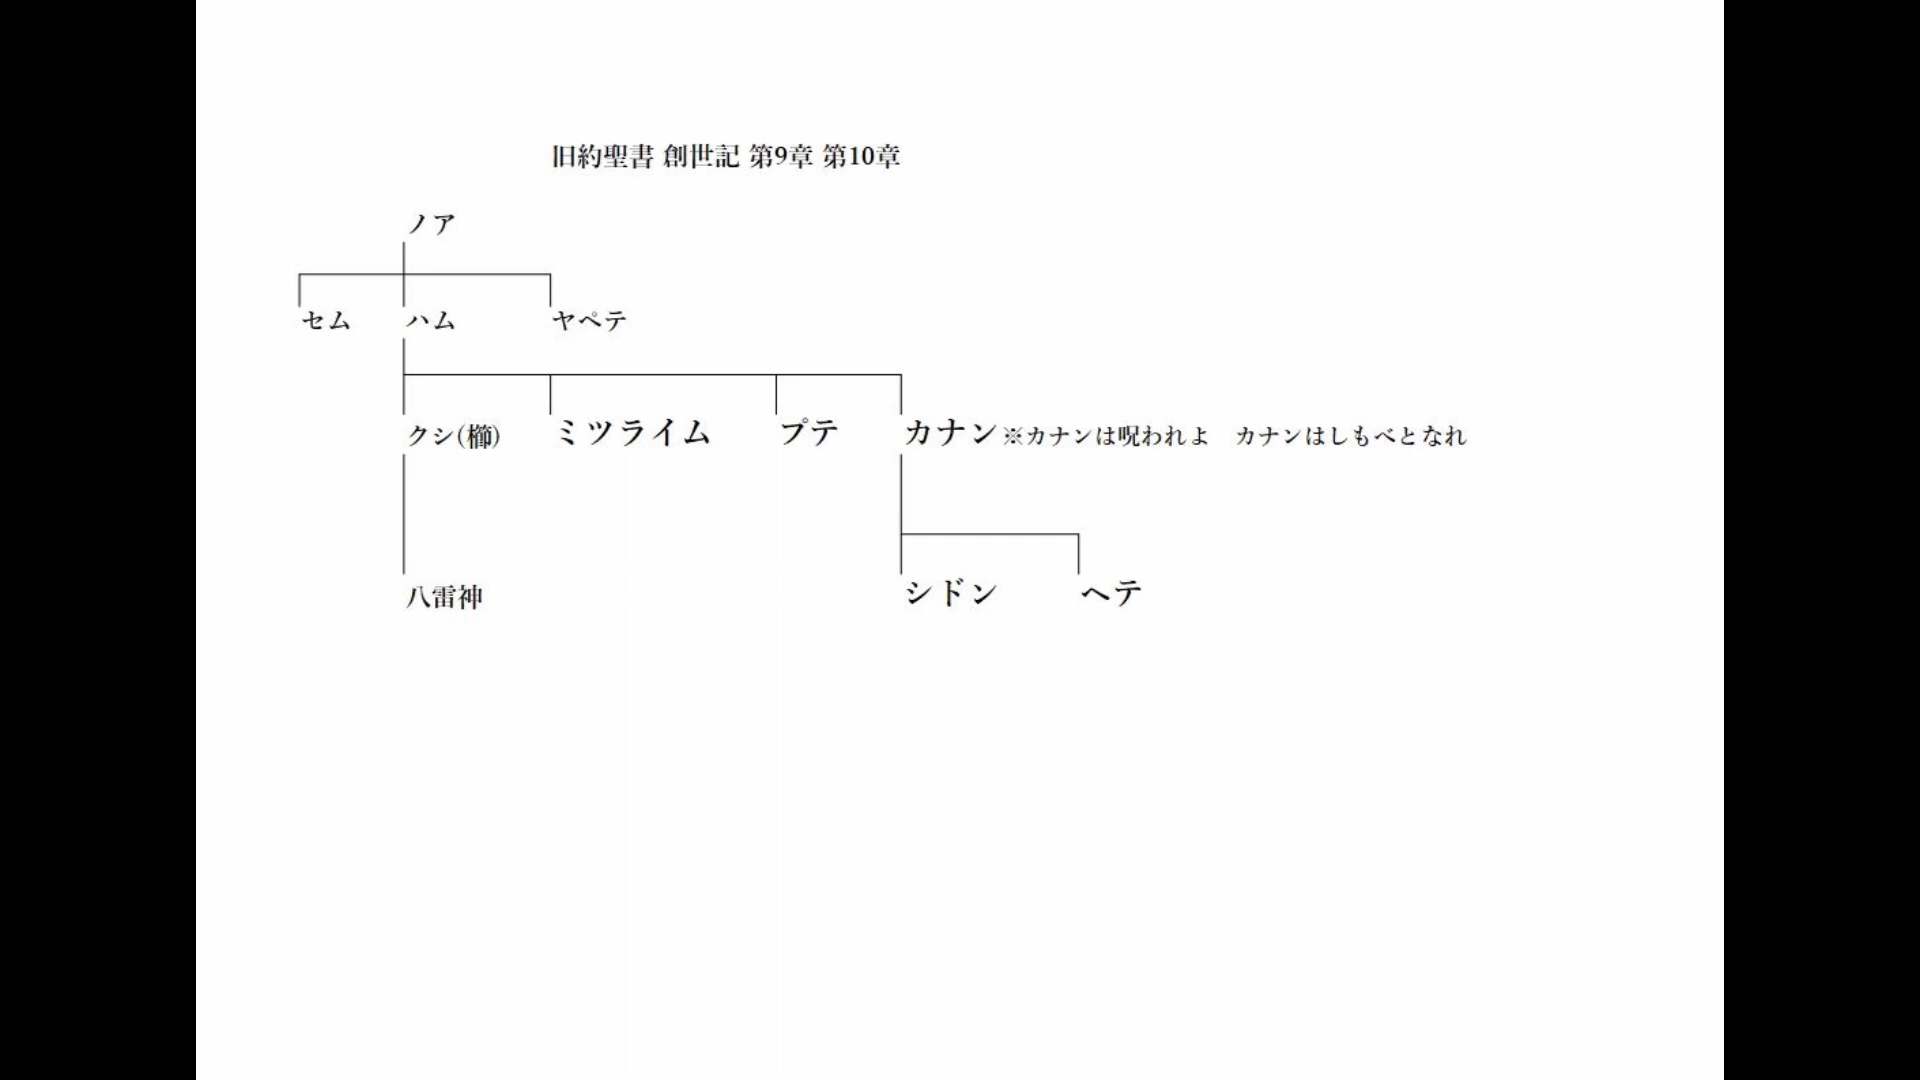 旧約聖書 創世記 第9章 第10章
ノア
セム ハム ヤペテ
クシ(櫛) ミツライム プテ カナン※カナンは呪われよ　カナンはしもべとなれ
八雷神 シドン ヘテ